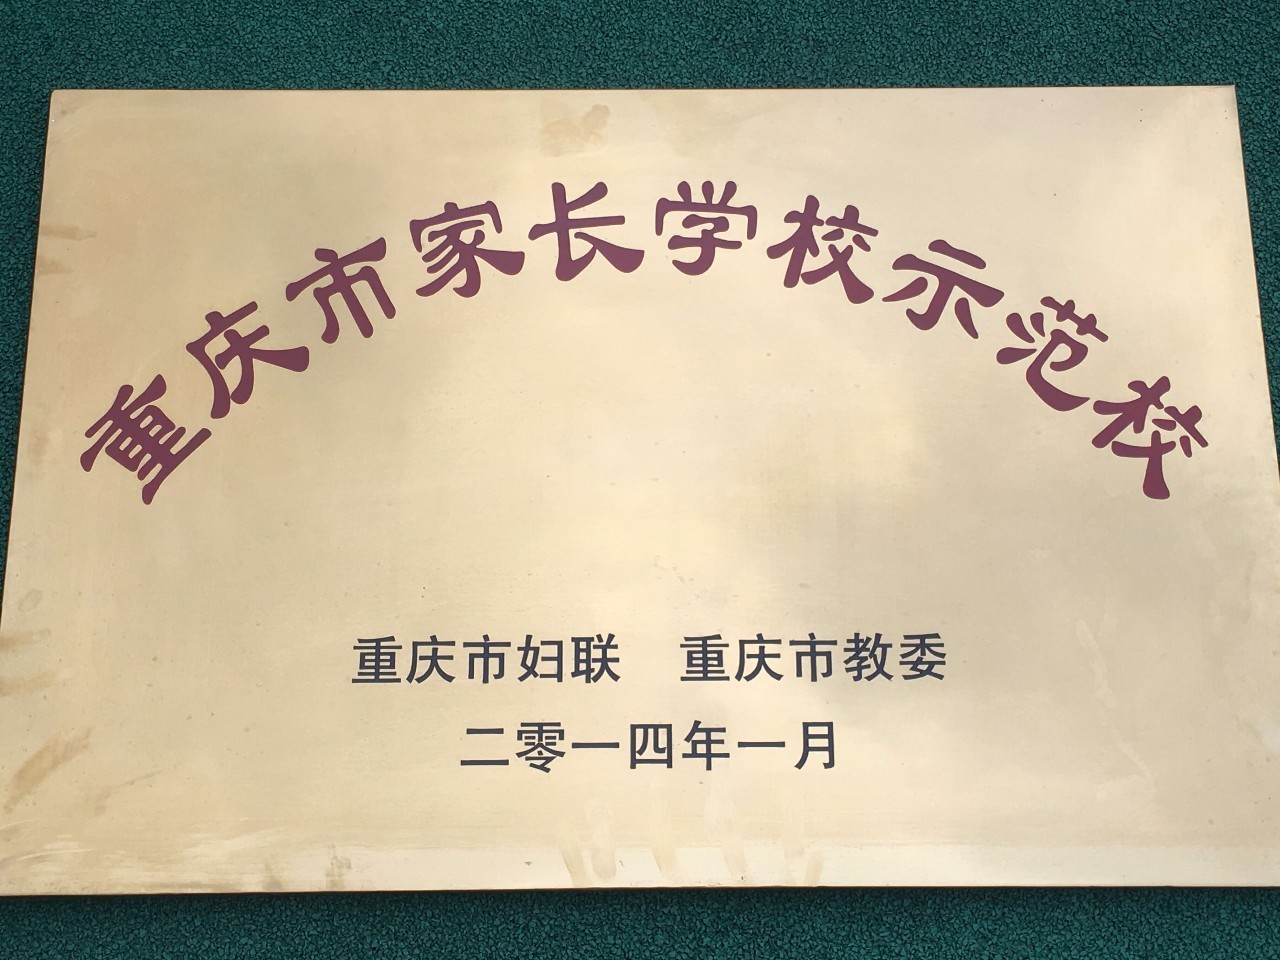 重庆市家长学校示范校
重庆市妇联　重庆市教委
二零一四年一月